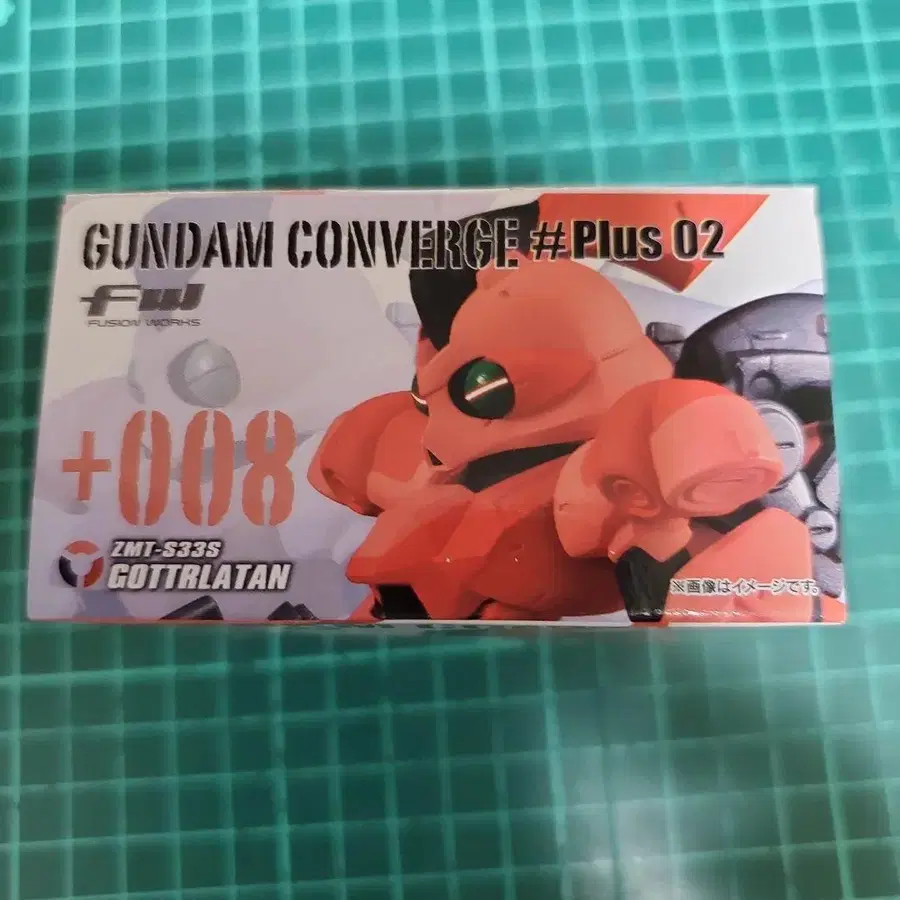 GUNDAM CONVERGE #Plus 02
FW
FUSION WORKS
+008
ZMT-S33S
GOTTRLATAN
※画像はイメージです。